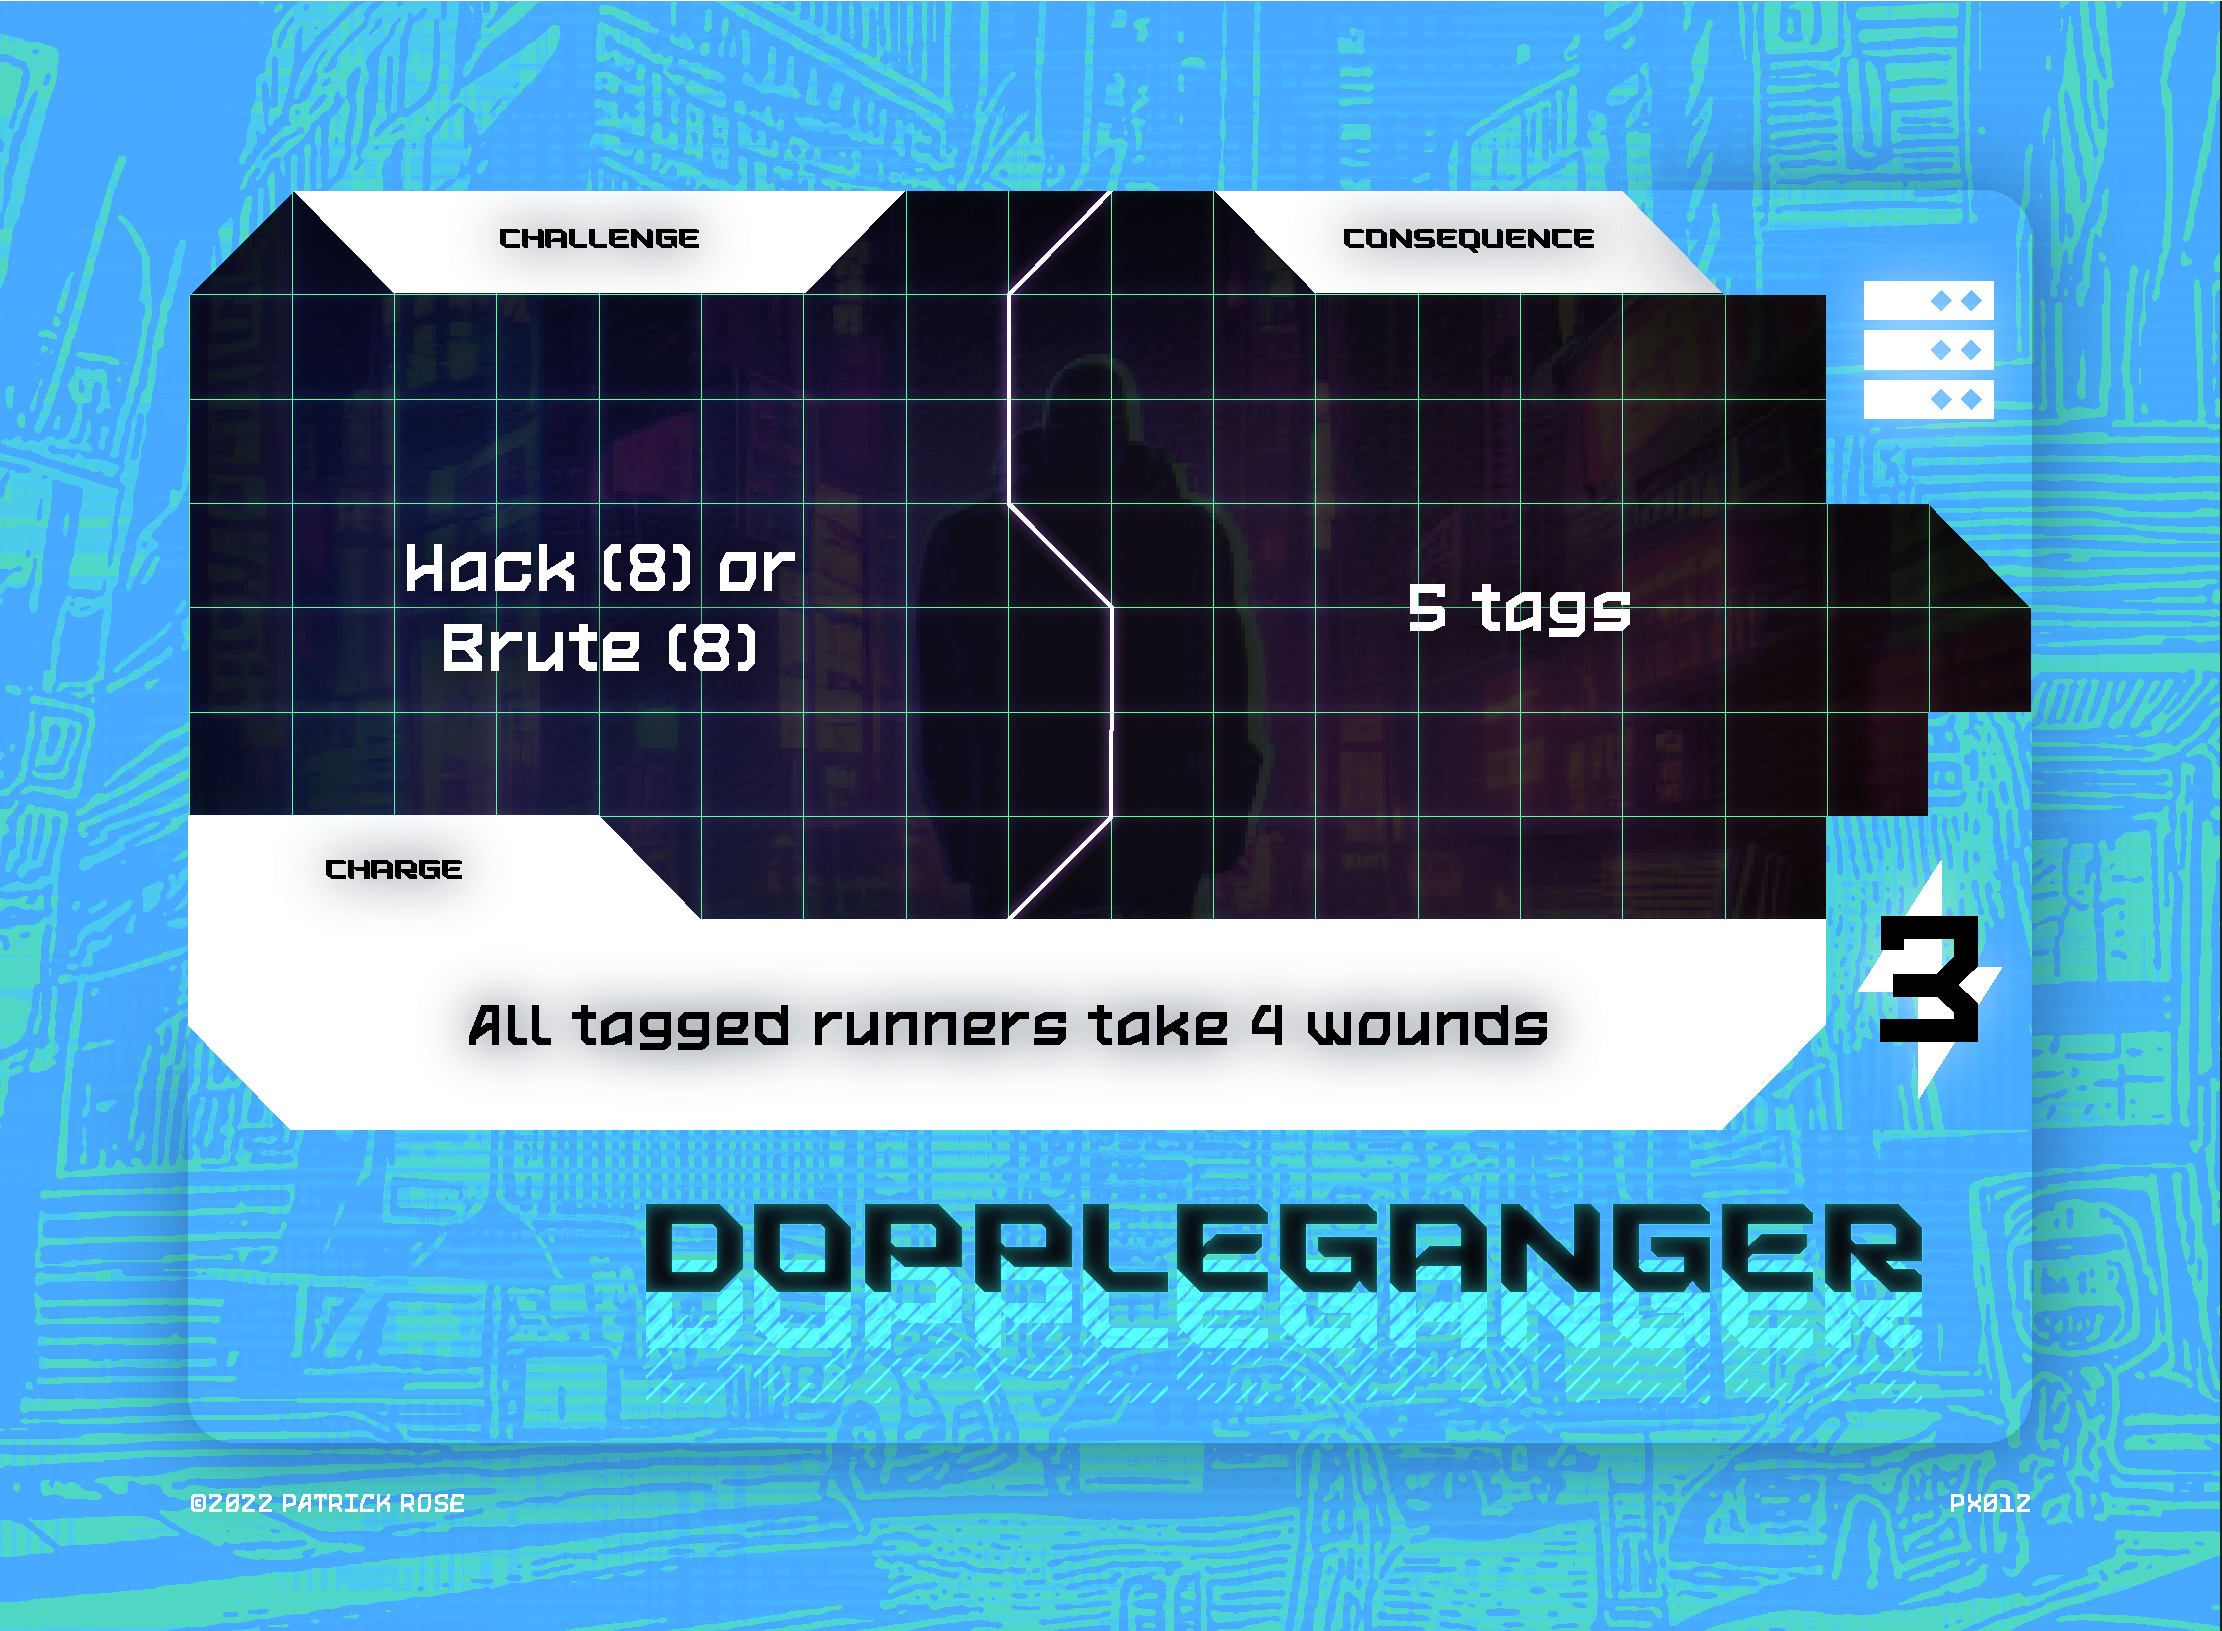 CHALLENGE
CONSEQUENCE
Hack (8) or
Brute (8)
5 tags
CHARGE
3
All tagged runners take 4 wounds
DOPPLEGANGER
©2022 PATRICK ROSE
PX012